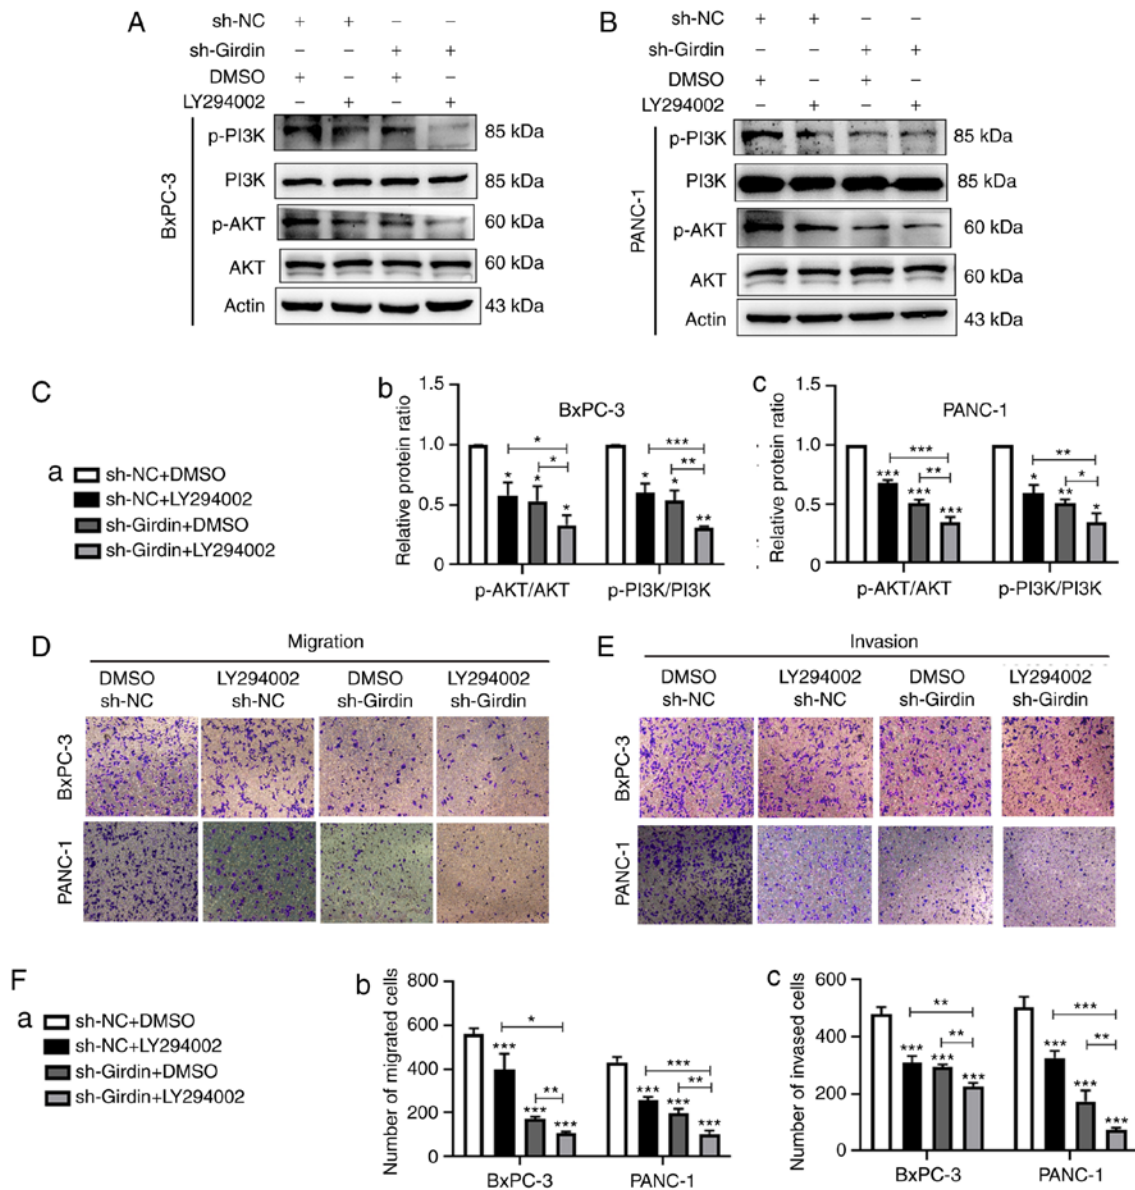 A
sh-NC + + − −
sh-Girdin − − + +
DMSO + − + −
LY294002 − + − +
BxPC-3
p-PI3K 85 kDa
PI3K 85 kDa
p-AKT 60 kDa
AKT 60 kDa
Actin 43 kDa
B
sh-NC + + − −
sh-Girdin − − + +
DMSO + − + −
LY294002 − + − +
PANC-1
p-PI3K 85 kDa
PI3K 85 kDa
p-AKT 60 kDa
AKT 60 kDa
Actin 43 kDa
C
a
sh-NC+DMSO
sh-NC+LY294002
sh-Girdin+DMSO
sh-Girdin+LY294002
b
BxPC-3
Relative protein ratio
1.5
1.0
0.5
0
* ***
* **
* * * * * **
p-AKT/AKT p-PI3K/PI3K
c
PANC-1
Relative protein ratio
1.5
1.0
0.5
0
*** **
** *
*** *** *** * ** *
p-AKT/AKT p-PI3K/PI3K
D
Migration
DMSO LY294002 DMSO LY294002
sh-NC sh-NC sh-Girdin sh-Girdin
BxPC-3
PANC-1
E
Invasion
DMSO LY294002 DMSO LY294002
sh-NC sh-NC sh-Girdin sh-Girdin
BxPC-3
PANC-1
F
a
sh-NC+DMSO
sh-NC+LY294002
sh-Girdin+DMSO
sh-Girdin+LY294002
b
Number of migrated cells
800
600
400
200
0
* ***
** **
*** *** *** *** *** ***
BxPC-3 PANC-1
c
Number of invased cells
600
400
200
0
** ***
** **
*** *** *** *** *** ***
BxPC-3 PANC-1